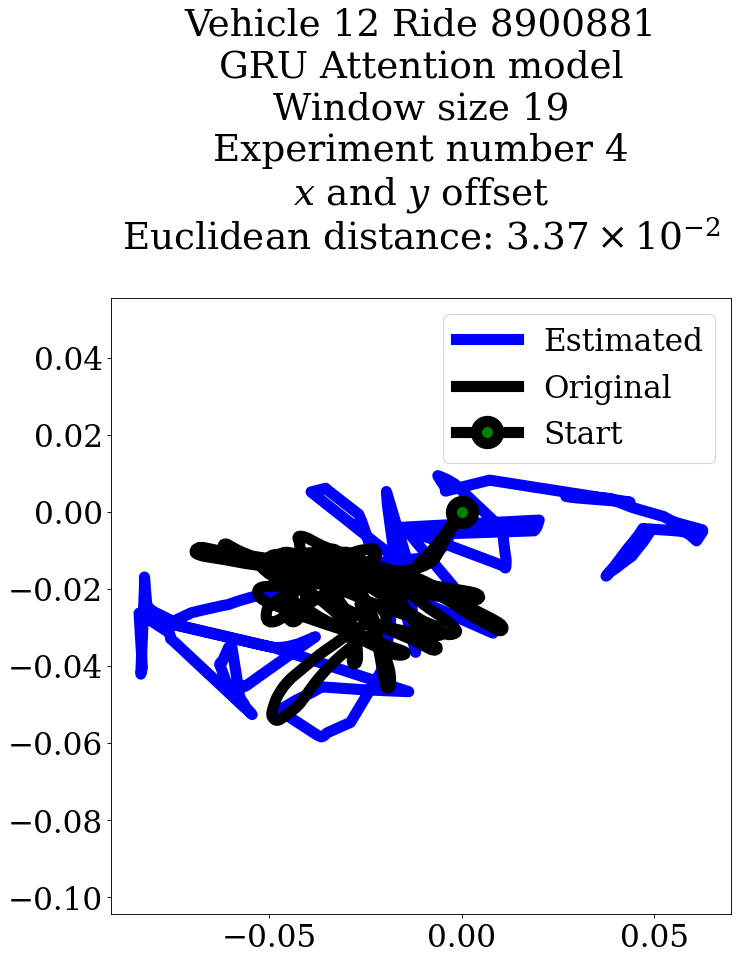 Vehicle 12 Ride 8900881
GRU Attention model
Window size 19
Experiment number 4
x and y offset
Euclidean distance: 3.37 × 10⁻²
Estimated
Original
Start
0.04
0.02
0.00
−0.02
−0.04
−0.06
−0.08
−0.10
−0.05
0.00
0.05